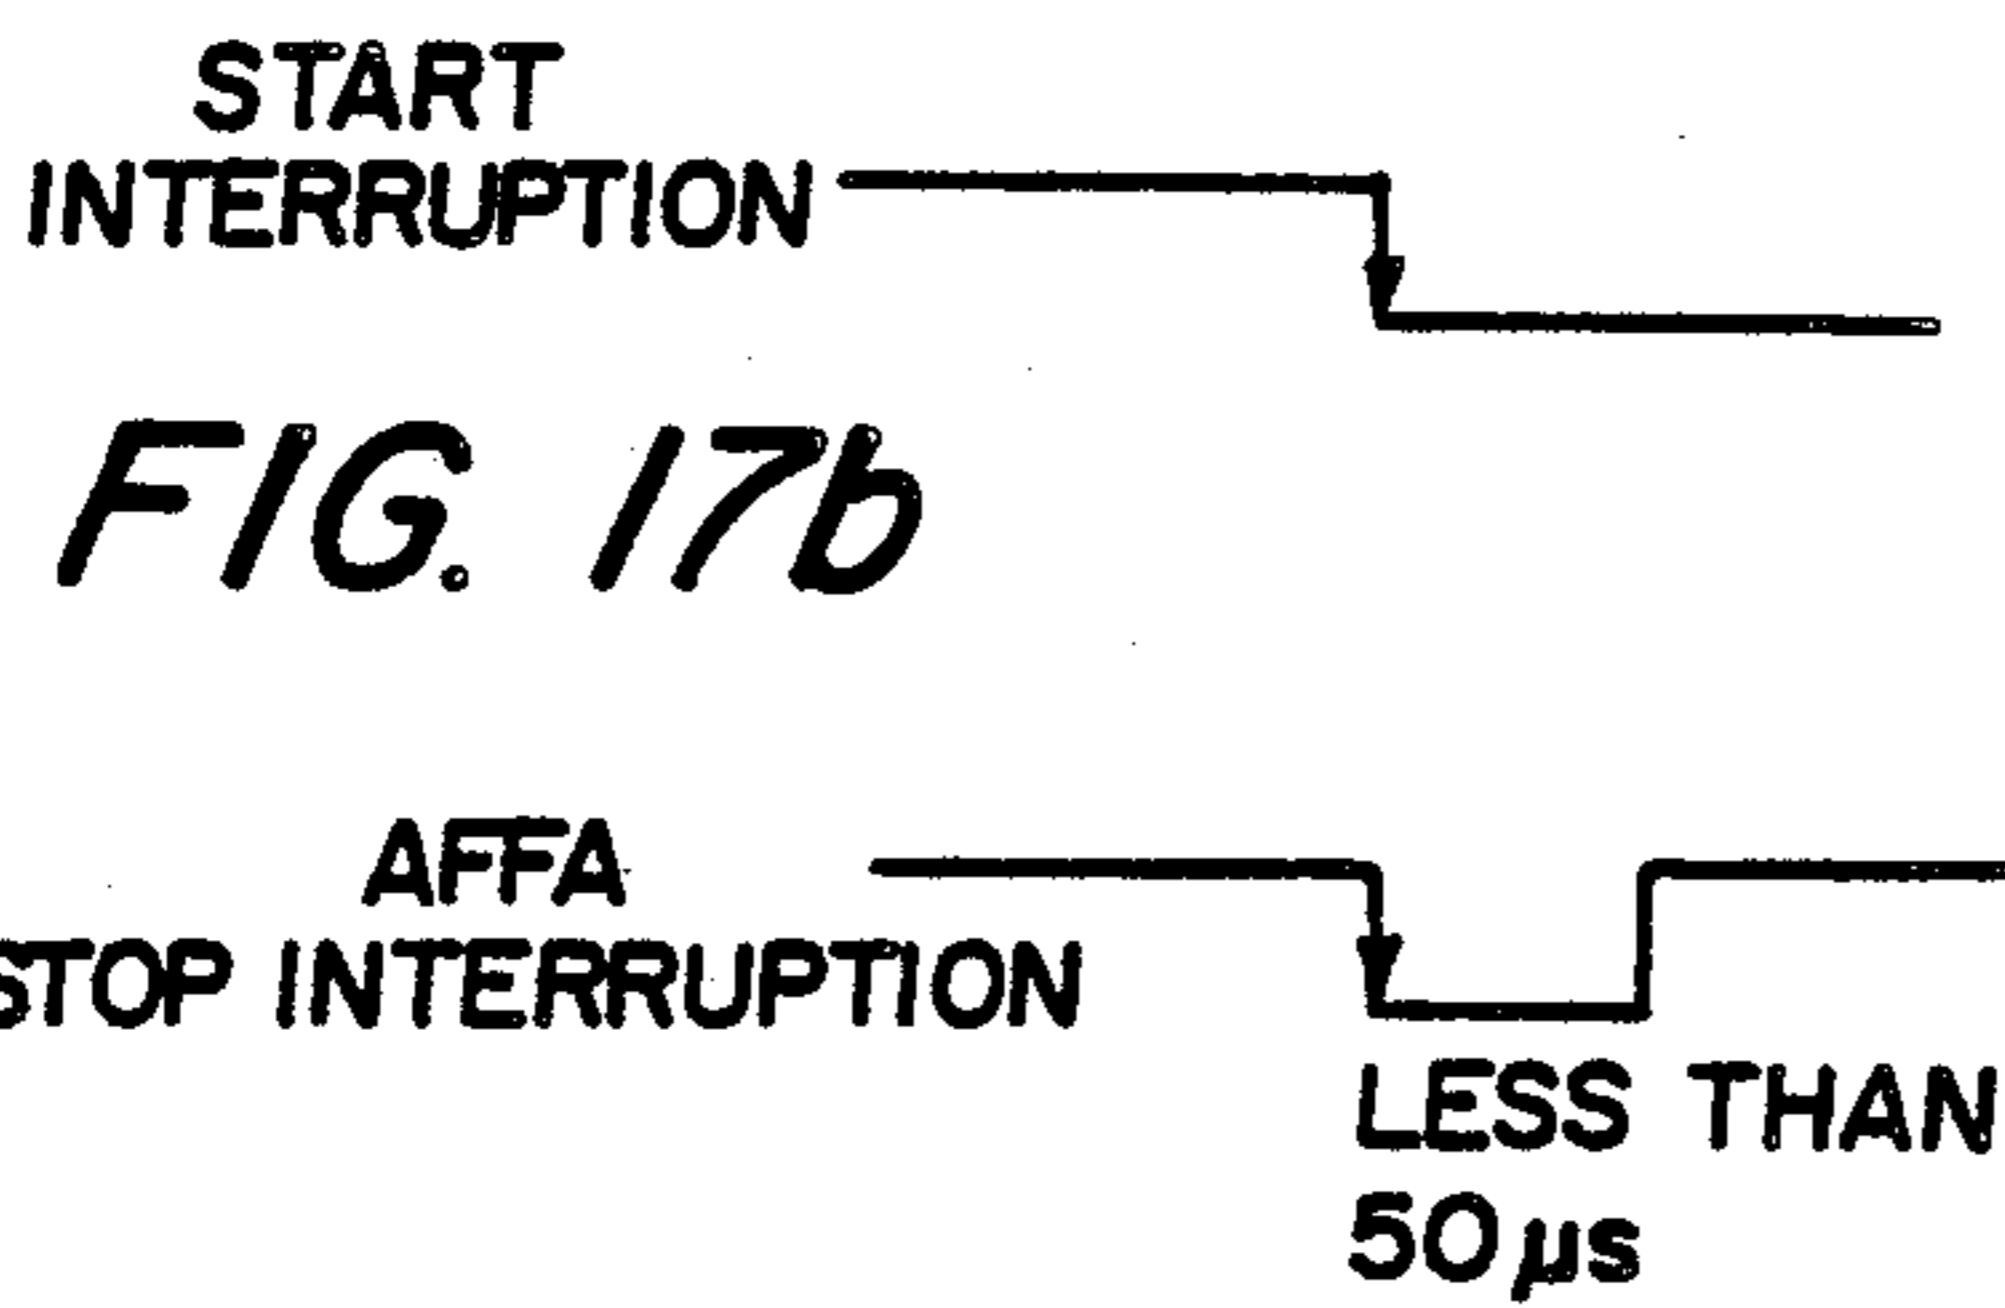 START
INTERRUPTION
FIG. 17b
AFFA
STOP INTERRUPTION
LESS THAN
50 µs